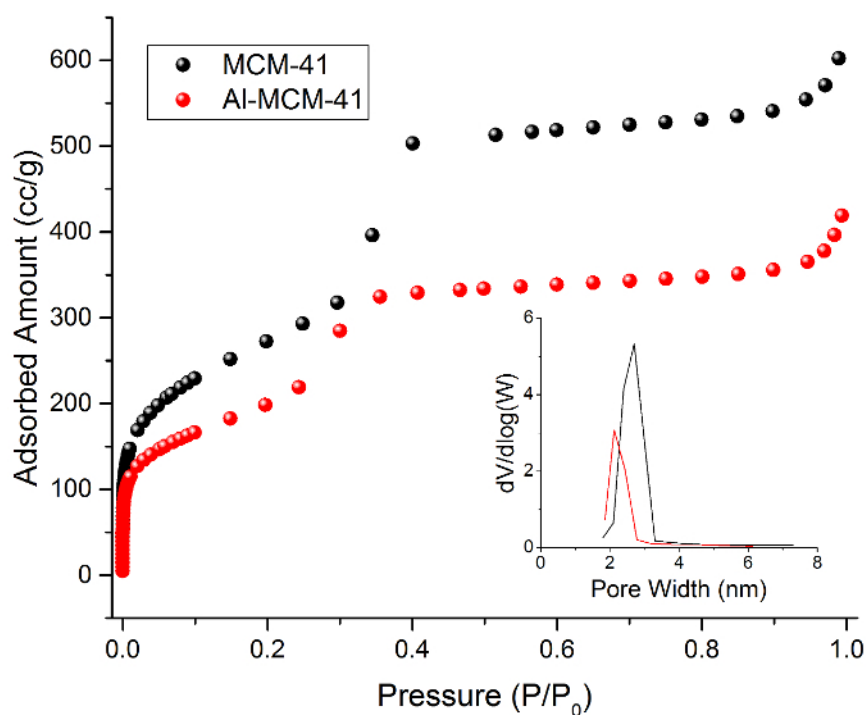 MCM-41
Al-MCM-41
Adsorbed Amount (cc/g)
600
500
400
300
200
100
0
0.0 0.2 0.4 0.6 0.8 1.0
Pressure (P/P₀)
dV/dlog(W)
6
4
2
0
0 2 4 6 8
Pore Width (nm)